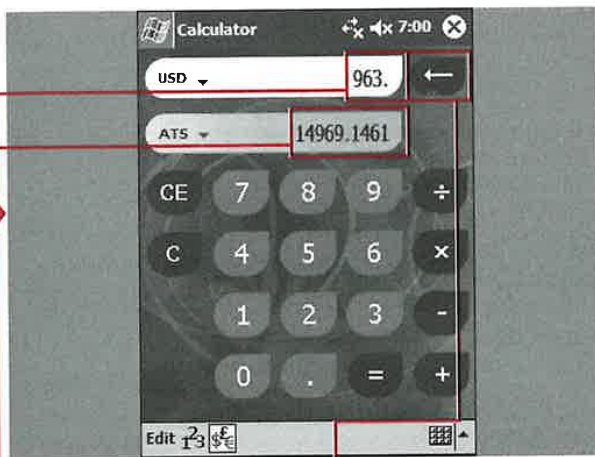 Calculator 7:00
USD 963.
ATS 14969.1461
CE 7 8 9 ÷
C 4 5 6 ×
1 2 3 -
0 . = +
Edit 123 $£€